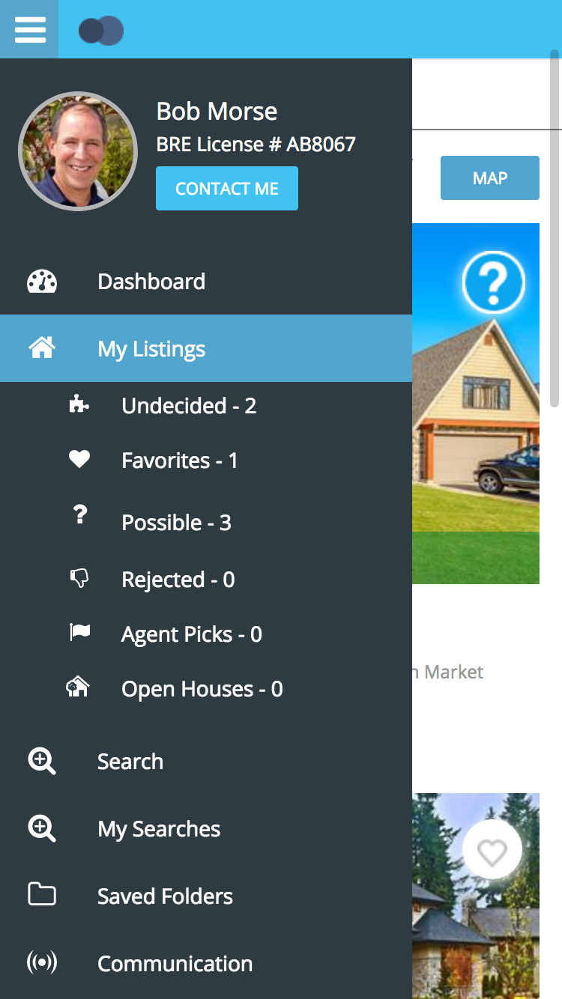 Bob Morse
BRE License # AB8067
CONTACT ME
MAP
Dashboard
My Listings
Undecided - 2
Favorites - 1
Possible - 3
Rejected - 0
Agent Picks - 0
Open Houses - 0
Market
Search
My Searches
Saved Folders
Communication